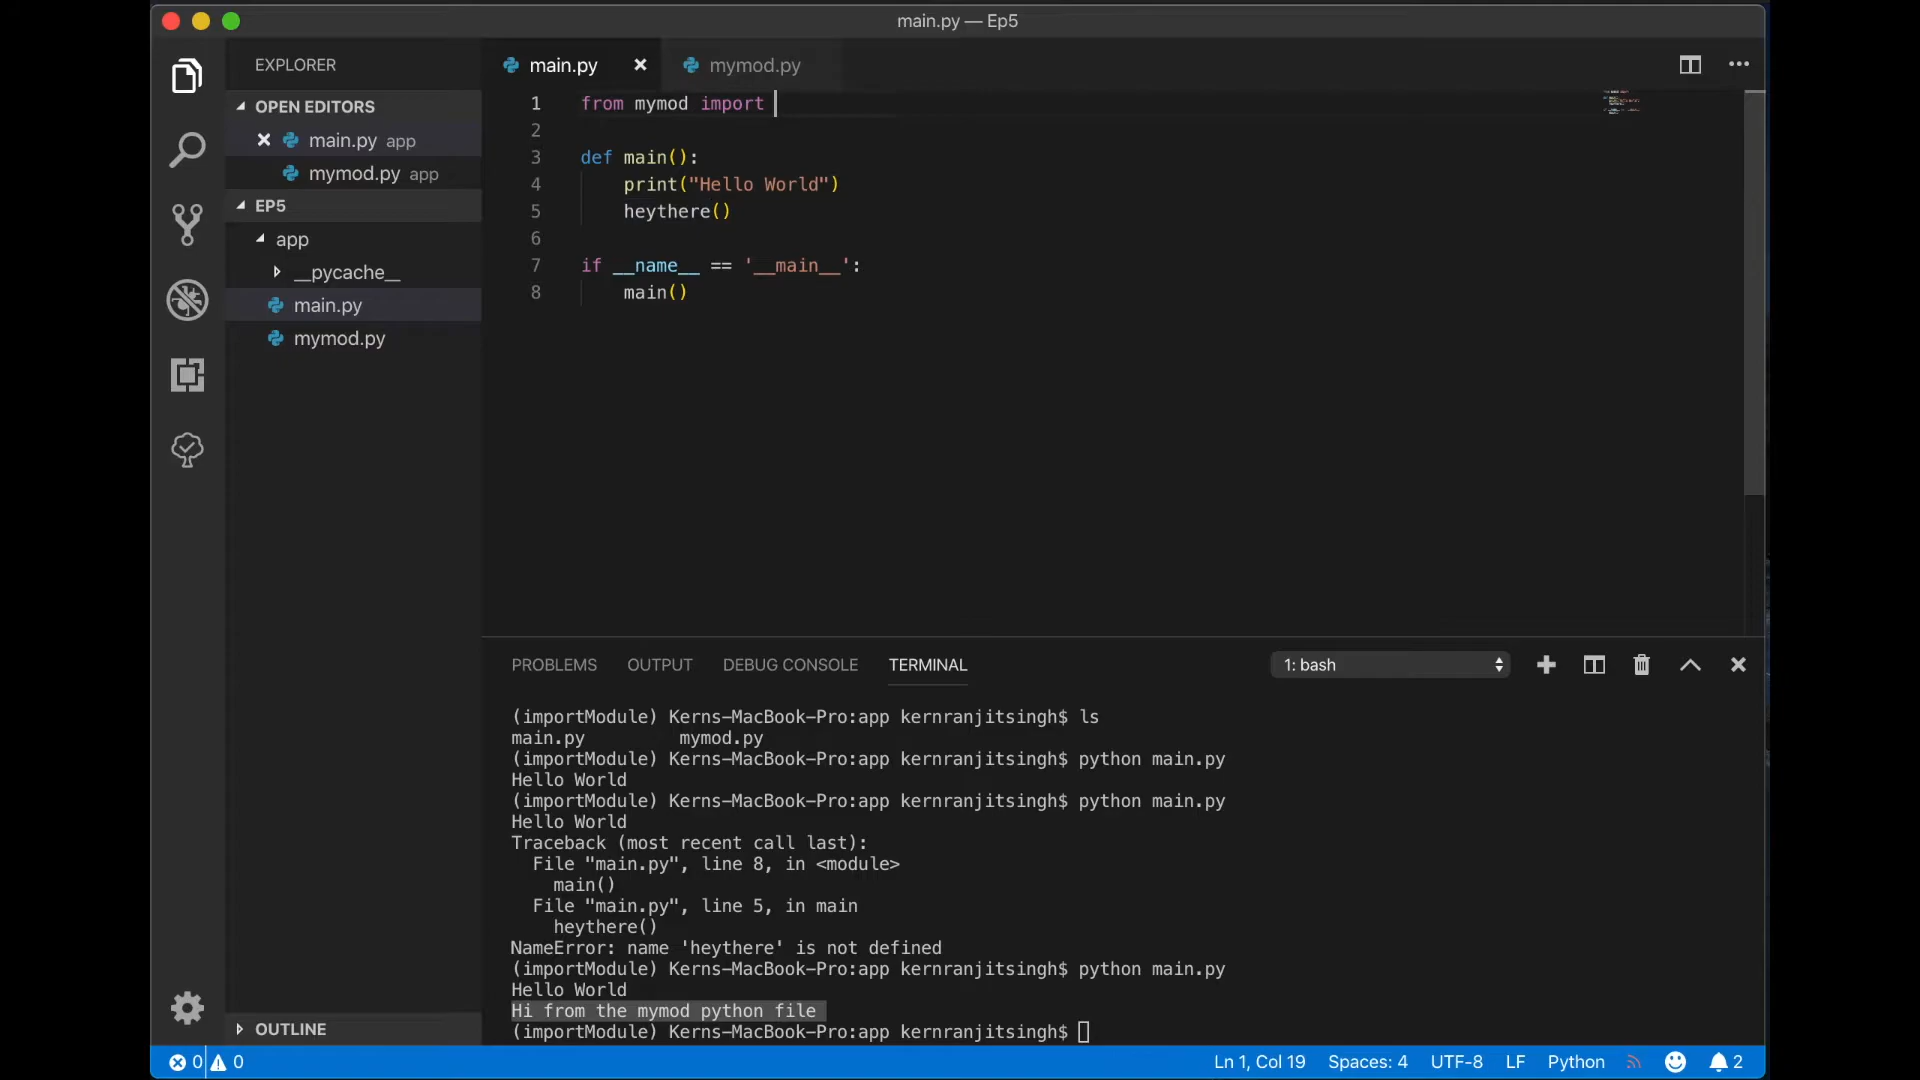 main.py — Ep5
EXPLORER
OPEN EDITORS
main.py app
mymod.py app
EP5
app
__pycache__
main.py
mymod.py
OUTLINE
main.py
mymod.py
1 from mymod import
2
3 def main():
4 print("Hello World")
5 heythere()
6
7 if __name__ == '__main__':
8 main()
PROBLEMS OUTPUT DEBUG CONSOLE TERMINAL 1: bash
(importModule) Kerns-MacBook-Pro:app kernranjitsingh$ ls
main.py mymod.py
(importModule) Kerns-MacBook-Pro:app kernranjitsingh$ python main.py
Hello World
(importModule) Kerns-MacBook-Pro:app kernranjitsingh$ python main.py
Hello World
Traceback (most recent call last):
File "main.py", line 8, in <module>
main()
File "main.py", line 5, in main
heythere()
NameError: name 'heythere' is not defined
(importModule) Kerns-MacBook-Pro:app kernranjitsingh$ python main.py
Hello World
Hi from the mymod python file
(importModule) Kerns-MacBook-Pro:app kernranjitsingh$
0 0 Ln 1, Col 19 Spaces: 4 UTF-8 LF Python 2